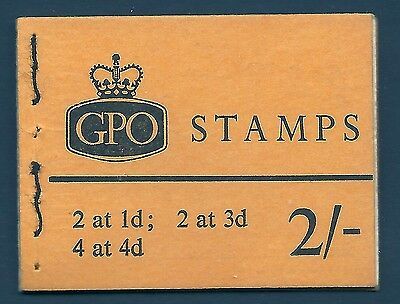 GPO STAMPS
2 at 1d; 2 at 3d
4 at 4d 2/-